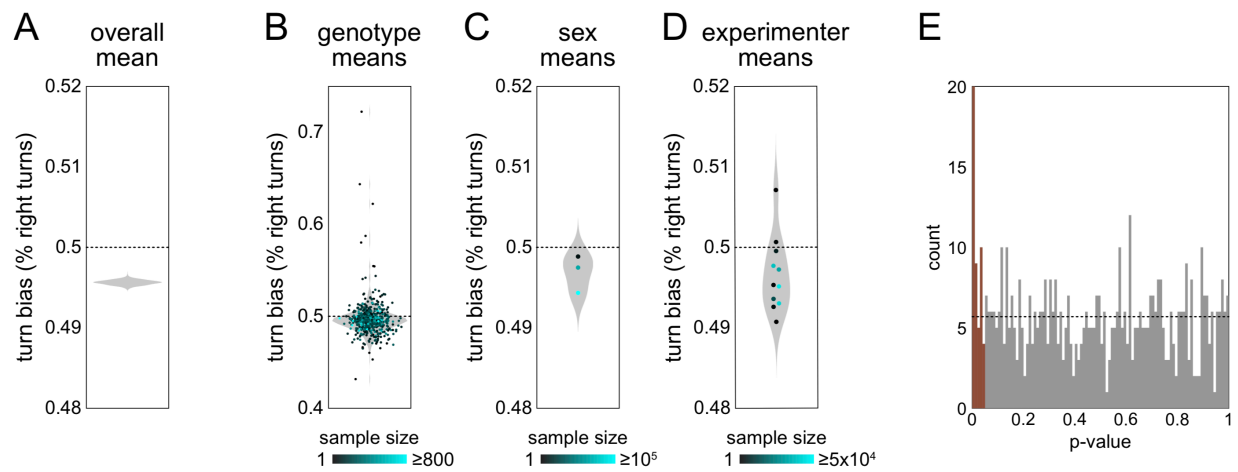 A
overall
mean
turn bias (% right turns)
0.52
0.51
0.5
0.49
0.48
B
genotype
means
turn bias (% right turns)
0.7
0.6
0.5
0.4
sample size
1 ≥800
C
sex
means
turn bias (% right turns)
0.52
0.51
0.5
0.49
0.48
sample size
1 ≥10⁵
D
experimenter
means
turn bias (% right turns)
0.52
0.51
0.5
0.49
0.48
sample size
1 ≥5x10⁴
E
count
20
15
10
5
0
0 0.2 0.4 0.6 0.8 1
p-value